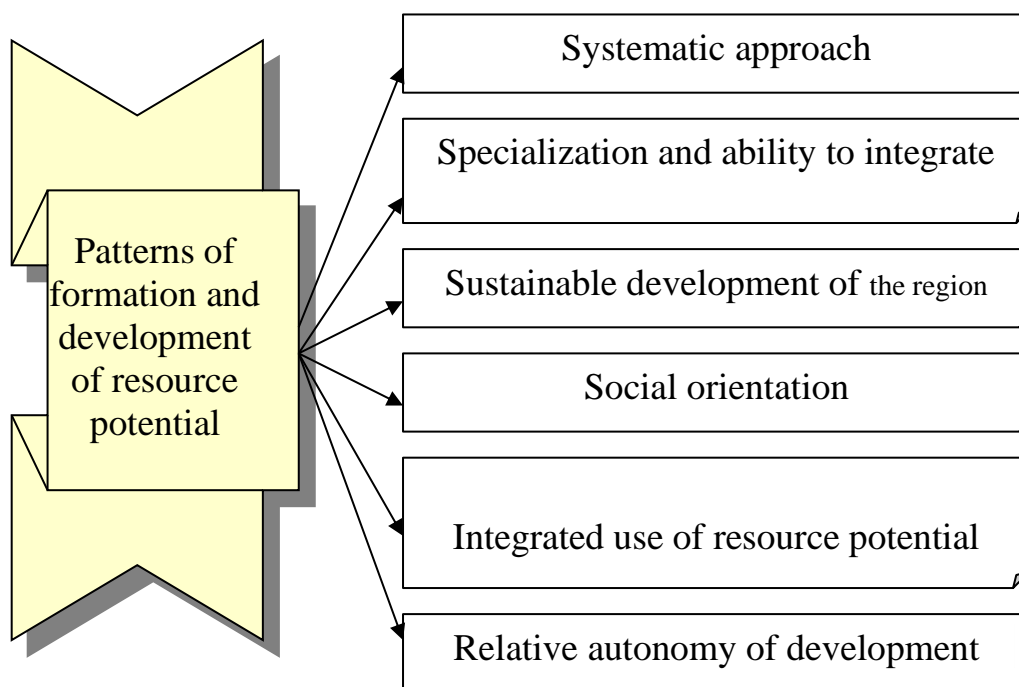 Patterns of
formation and
development
of resource
potential
Systematic approach
Specialization and ability to integrate
Sustainable development of the region
Social orientation
Integrated use of resource potential
Relative autonomy of development